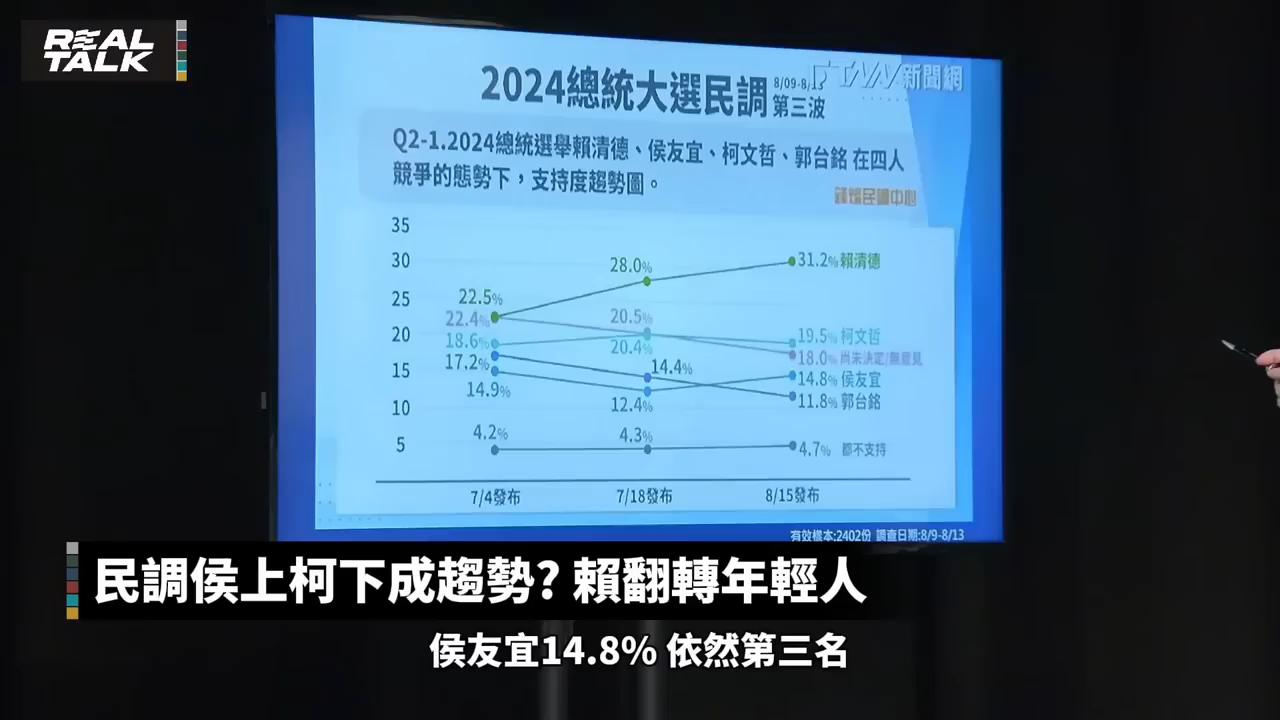 REAL
TALK
2024總統大選民調
8/09-8/13
第三波
新聞網
Q2-1.2024總統選舉賴清德、侯友宜、柯文哲、郭台銘 在四人
競爭的態勢下，支持度趨勢圖。
鋒燦民調中心
35
30
25
20
15
10
5
22.5%
22.4%
18.6%
17.2%
14.9%
4.2%
28.0%
20.5%
20.4%
14.4%
12.4%
4.3%
31.2% 賴清德
19.5% 柯文哲
18.0% 尚未決定/無意見
14.8% 侯友宜
11.8% 郭台銘
4.7% 都不支持
7/4發布
7/18發布
8/15發布
有效樣本:2402份 調查日期:8/9-8/13
民調侯上柯下成趨勢? 賴翻轉年輕人
侯友宜14.8% 依然第三名